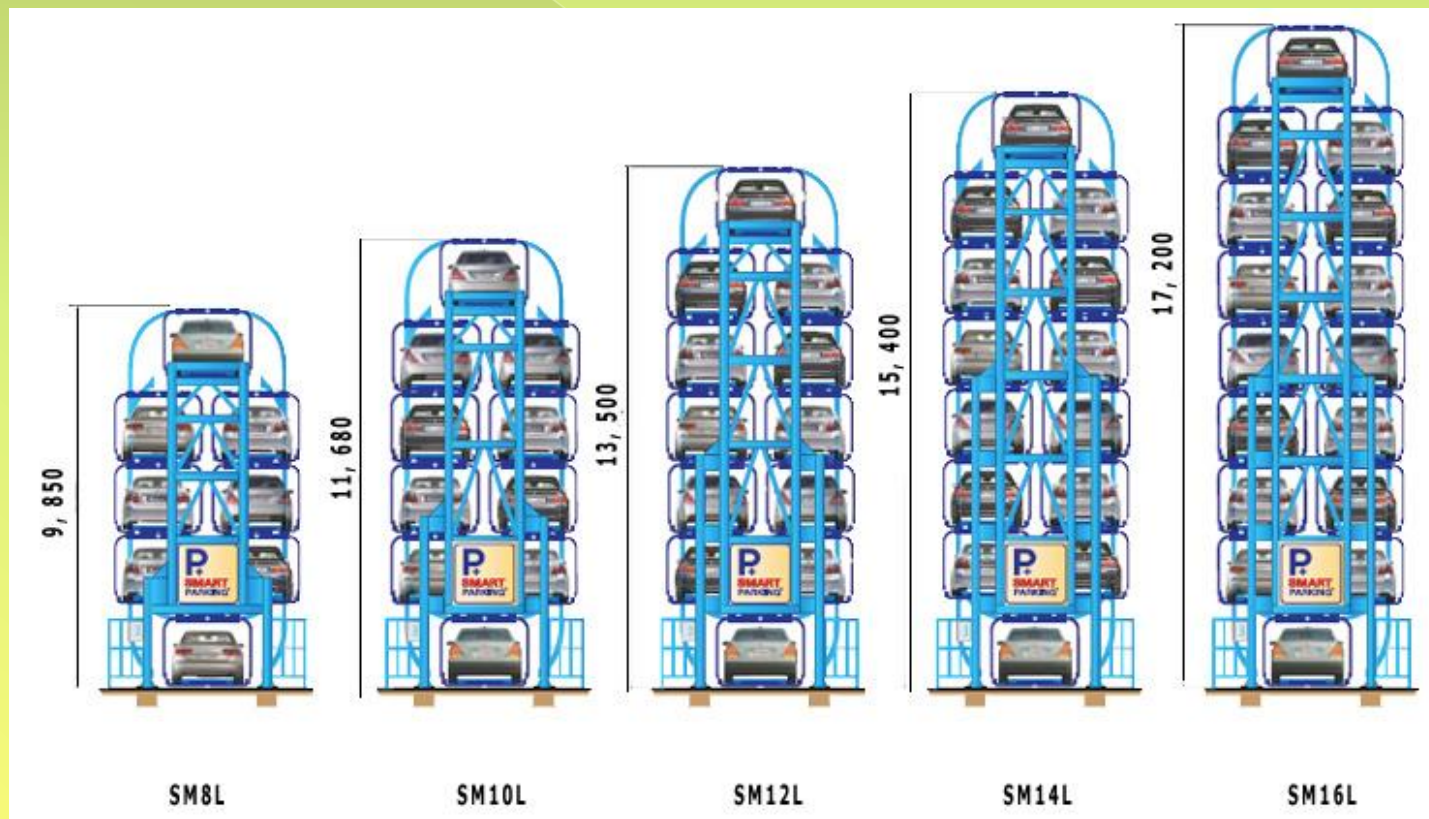 9, 850
11, 680
13, 500
15, 400
17, 200
P+
SMART
PARKING
P+
SMART
PARKING
P+
SMART
PARKING
P+
SMART
PARKING
P+
SMART
PARKING
SM8L
SM10L
SM12L
SM14L
SM16L